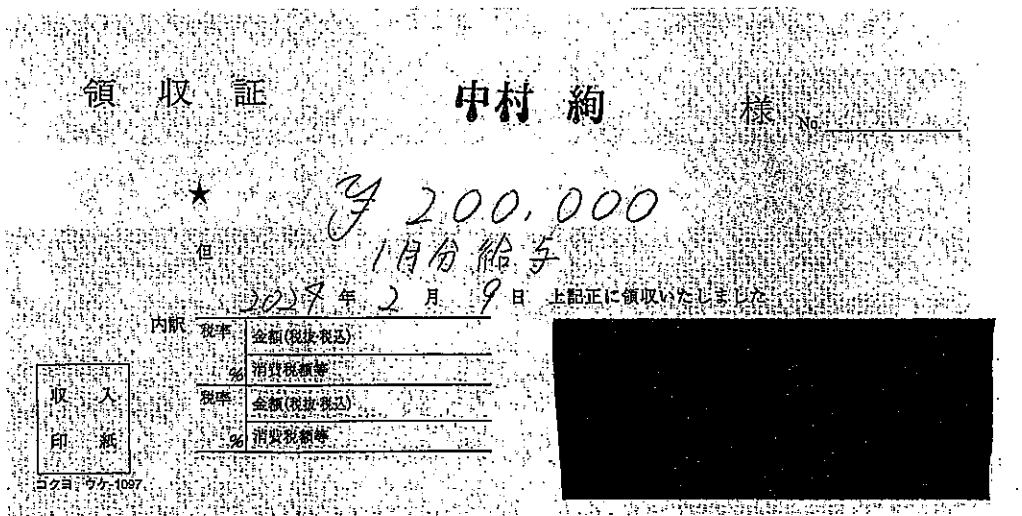 領収証 中村 絢 様 No.
★ ¥200,000
但 1月分給与
2024年2月9日 上記正に領収いたしました
内訳 税率 金額(税抜・税込)
% 消費税額等
税率 金額(税抜・税込)
% 消費税額等
収入
印紙
コクヨ ウケ-1097